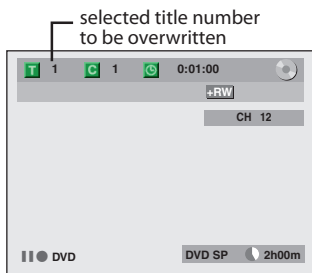 selected title number
to be overwritten
T 1 C 1 0:01:00
+RW
CH 12
DVD DVD SP 2h00m